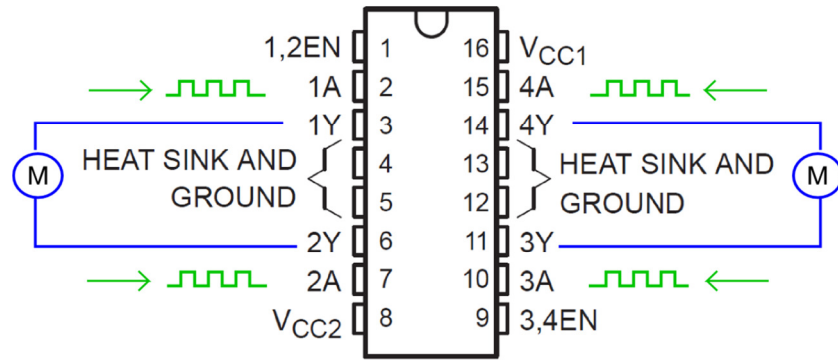 1,2EN 1 16 VCC1
1A 2 15 4A
1Y 3 14 4Y
M HEAT SINK AND 4 13 HEAT SINK AND M
GROUND 5 12 GROUND
2Y 6 11 3Y
2A 7 10 3A
VCC2 8 9 3,4EN